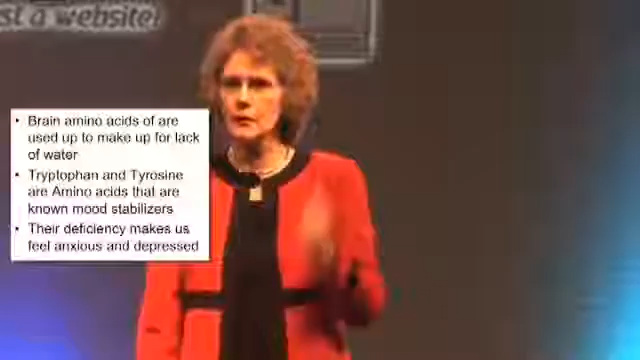 st a website!
• Brain amino acids of are
used up to make up for lack
of water
• Tryptophan and Tyrosine
are Amino acids that are
known mood stabilizers
• Their deficiency makes us
feel anxious and depressed